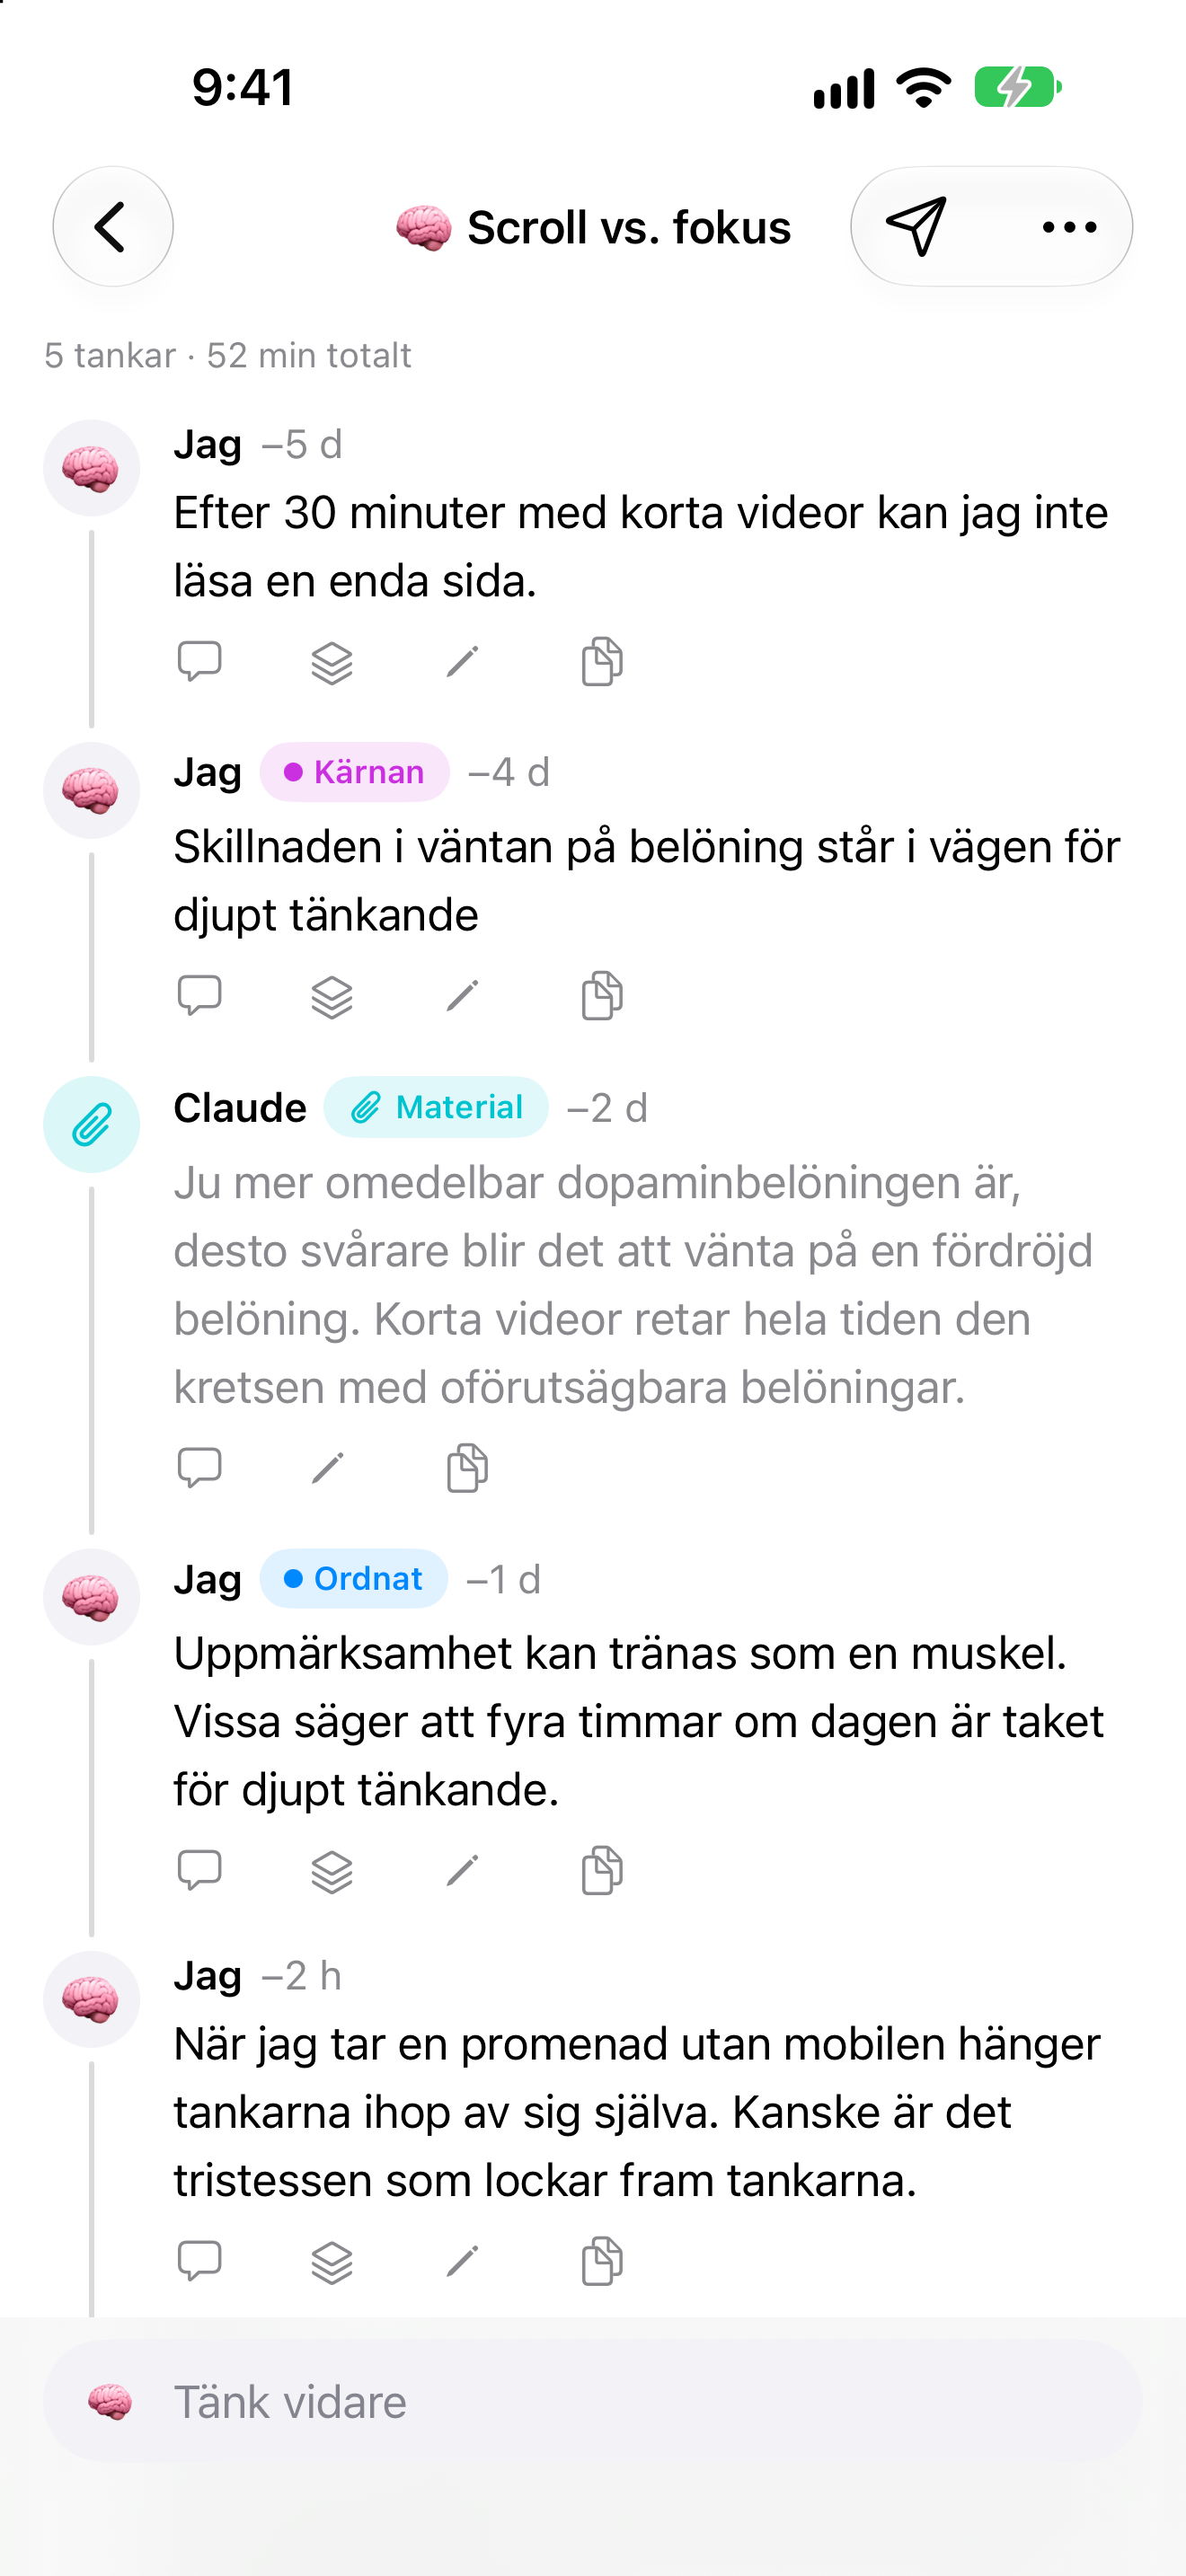 9:41
🧠 Scroll vs. fokus
5 tankar · 52 min totalt
Jag –5 d
Efter 30 minuter med korta videor kan jag inte
läsa en enda sida.
Jag Kärnan –4 d
Skillnaden i väntan på belöning står i vägen för
djupt tänkande
Claude Material –2 d
Ju mer omedelbar dopaminbelöningen är,
desto svårare blir det att vänta på en fördröjd
belöning. Korta videor retar hela tiden den
kretsen med oförutsägbara belöningar.
Jag Ordnat –1 d
Uppmärksamhet kan tränas som en muskel.
Vissa säger att fyra timmar om dagen är taket
för djupt tänkande.
Jag –2 h
När jag tar en promenad utan mobilen hänger
tankarna ihop av sig själva. Kanske är det
tristessen som lockar fram tankarna.
Tänk vidare